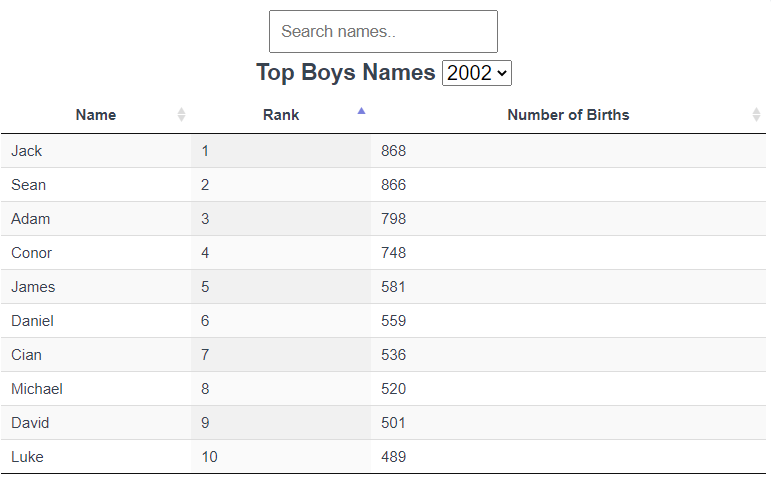 Search names..
Top Boys Names 2002
Name Rank Number of Births
Jack 1 868
Sean 2 866
Adam 3 798
Conor 4 748
James 5 581
Daniel 6 559
Cian 7 536
Michael 8 520
David 9 501
Luke 10 489